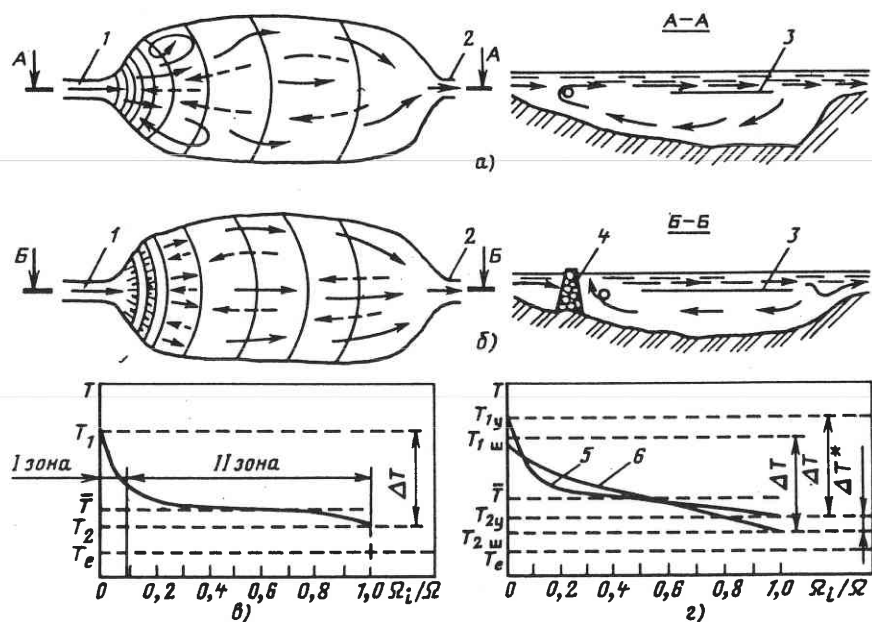 А 1 2 А
А–А
3
а)
Б 1 2 Б
Б–Б
4 3
б)
T
T₁
I зона II зона
ΔT
T̄
T₂
Tₑ
0 0,2 0,4 0,6 0,8 1,0 Ωᵢ/Ω
в)
T
T₁у
T₁ш
5 6
ΔT ΔT ΔT*
T̄
T₂у
T₂ш
Tₑ
0 0,2 0,4 0,6 0,8 1,0 Ωᵢ/Ω
г)